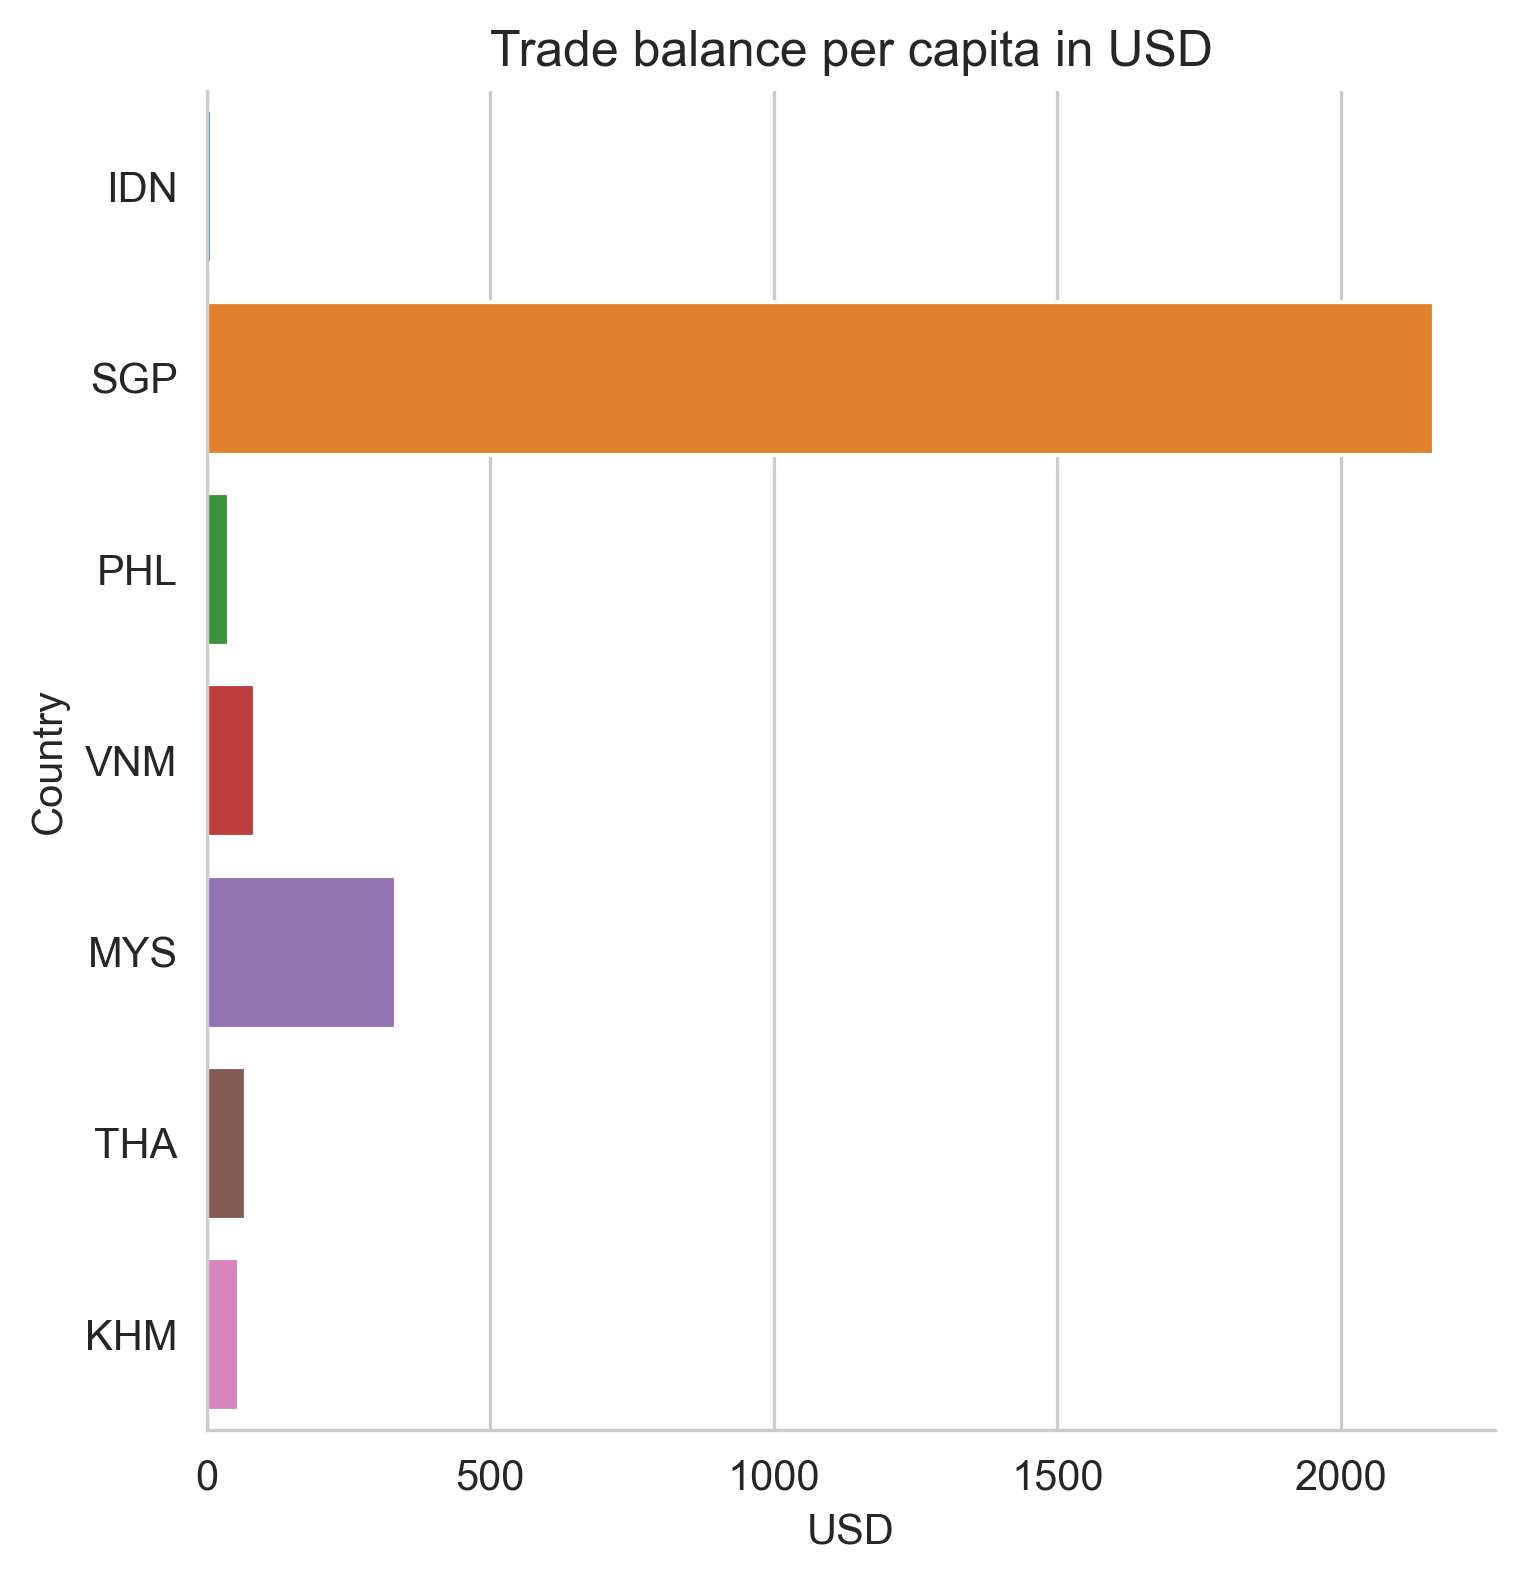 Trade balance per capita in USD
IDN
SGP
PHL
VNM
MYS
THA
KHM
Country
0 500 1000 1500 2000
USD